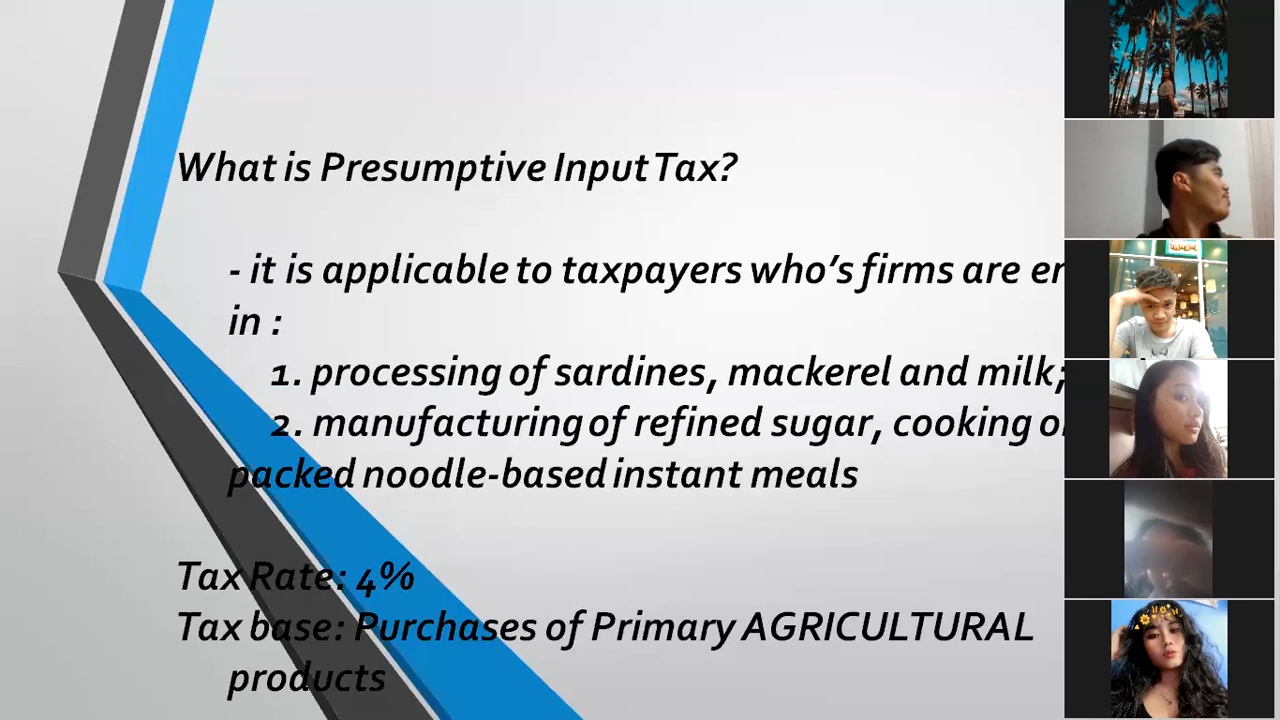 What is Presumptive Input Tax?
- it is applicable to taxpayers who's firms are
in :
1. processing of sardines, mackerel and milk;
2. manufacturing of refined sugar, cooking
packed noodle-based instant meals
Tax Rate: 4%
Tax base: Purchases of Primary AGRICULTURAL
products